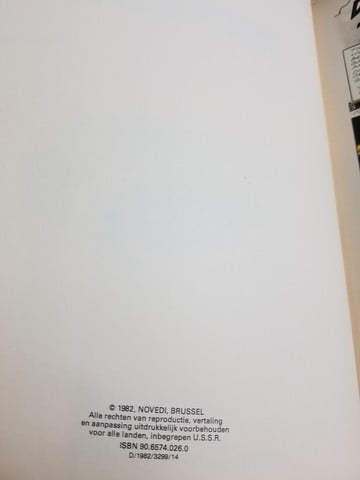 © 1982, NOVEDI, BRUSSEL
Alle rechten van reproductie, vertaling
en aanpassing uitdrukkelijk voorbehouden
voor alle landen, inbegrepen U.S.S.R.
ISBN 90.6574.026.0
D/1982/3299/14